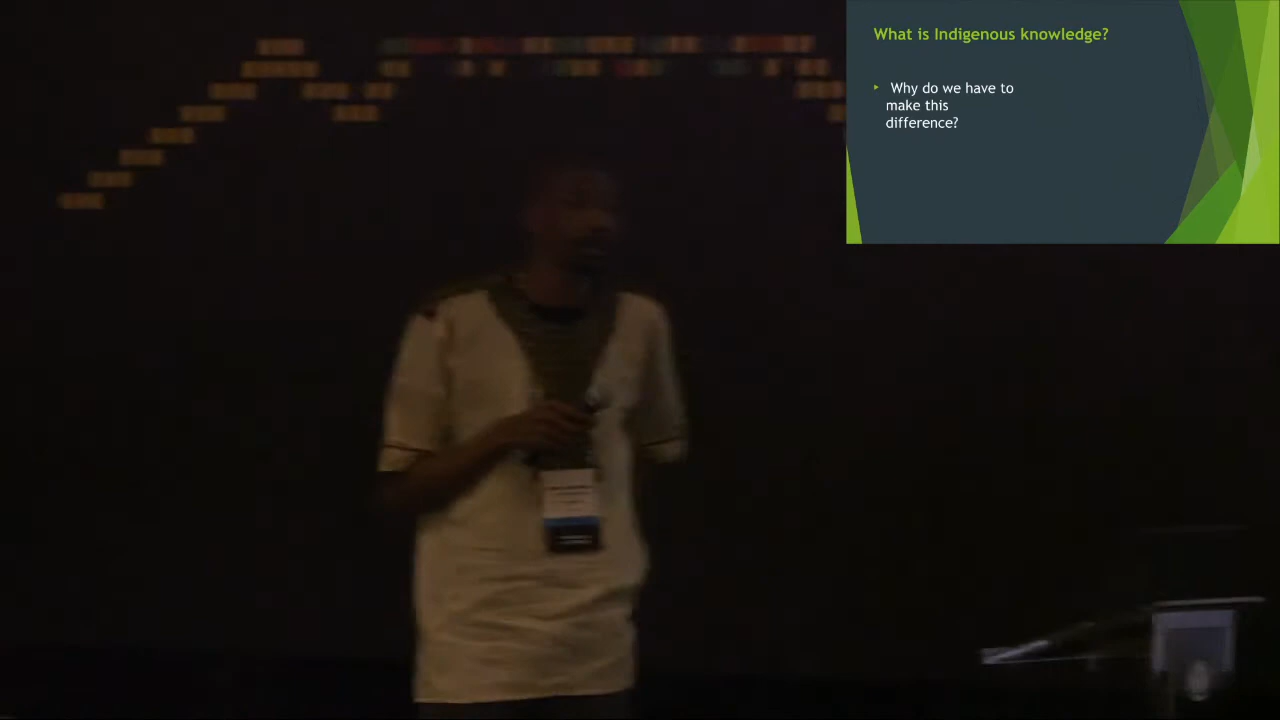 What is Indigenous knowledge?
Why do we have to
make this
difference?